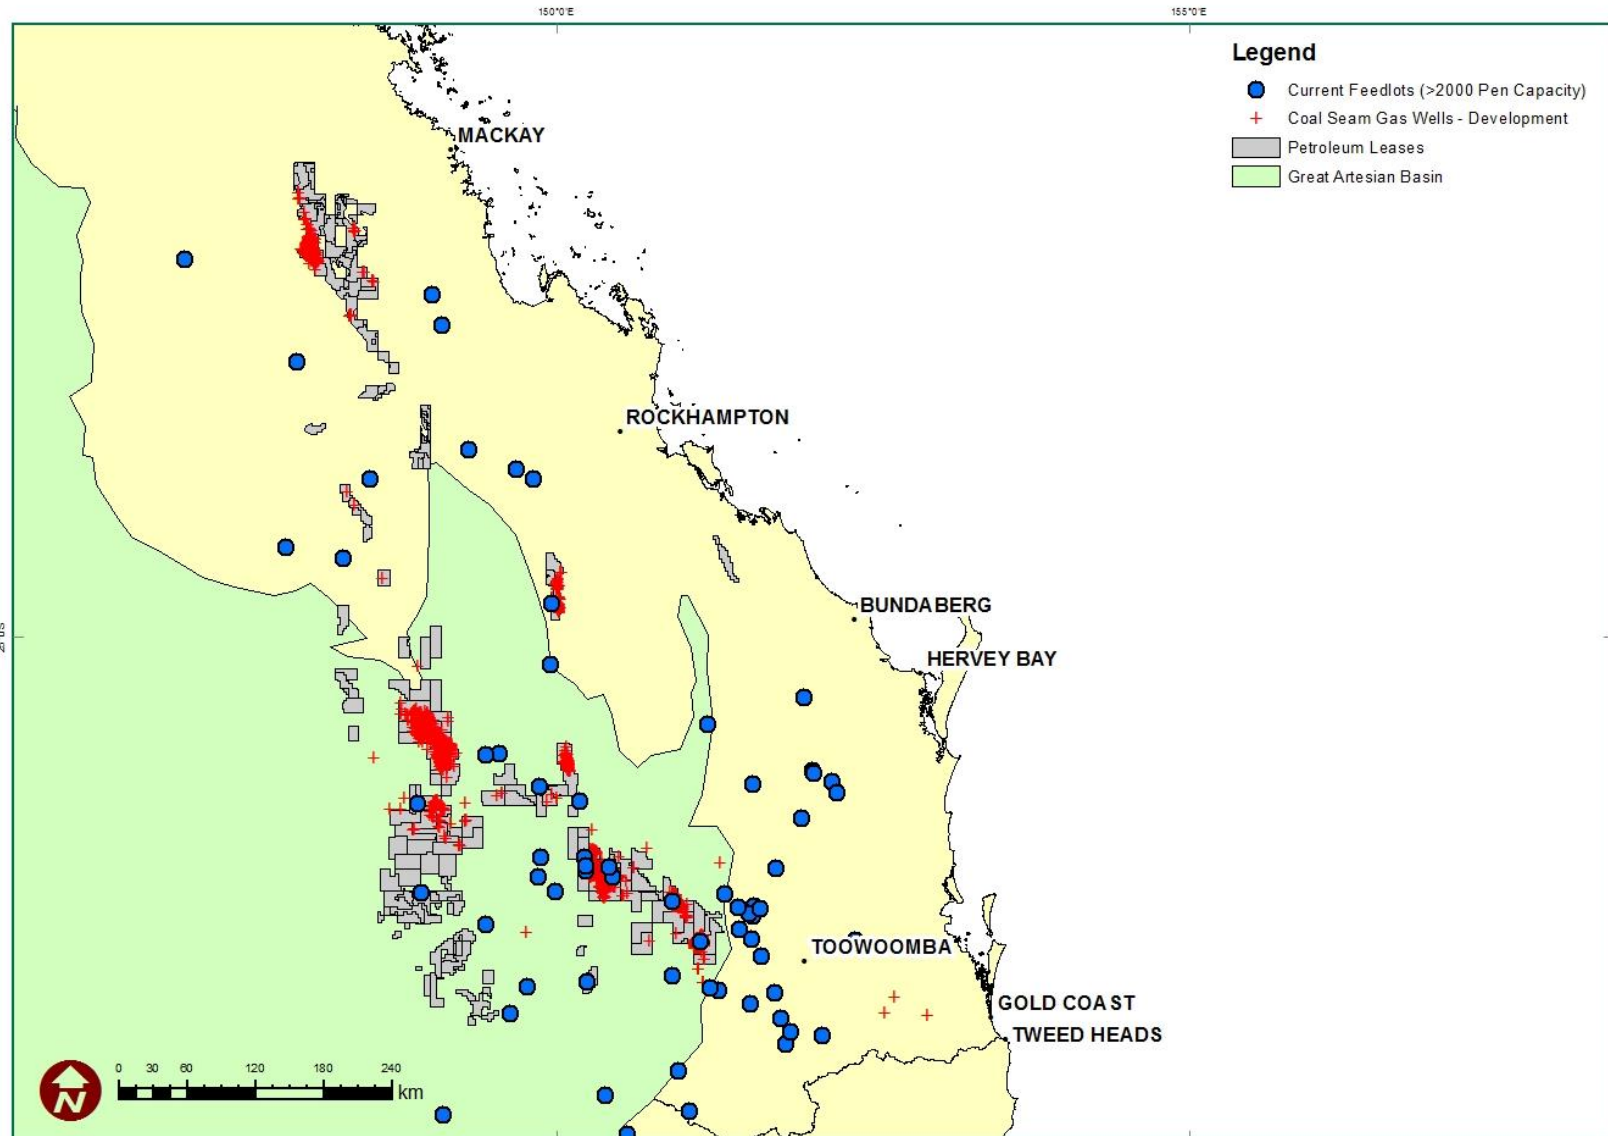 150°0'E
155°0'E
Legend
Current Feedlots (>2000 Pen Capacity)
Coal Seam Gas Wells - Development
Petroleum Leases
Great Artesian Basin
MACKAY
ROCKHAMPTON
BUNDABERG
HERVEY BAY
TOOWOOMBA
GOLD COAST
TWEED HEADS
N
0 30 60 120 180 240
km